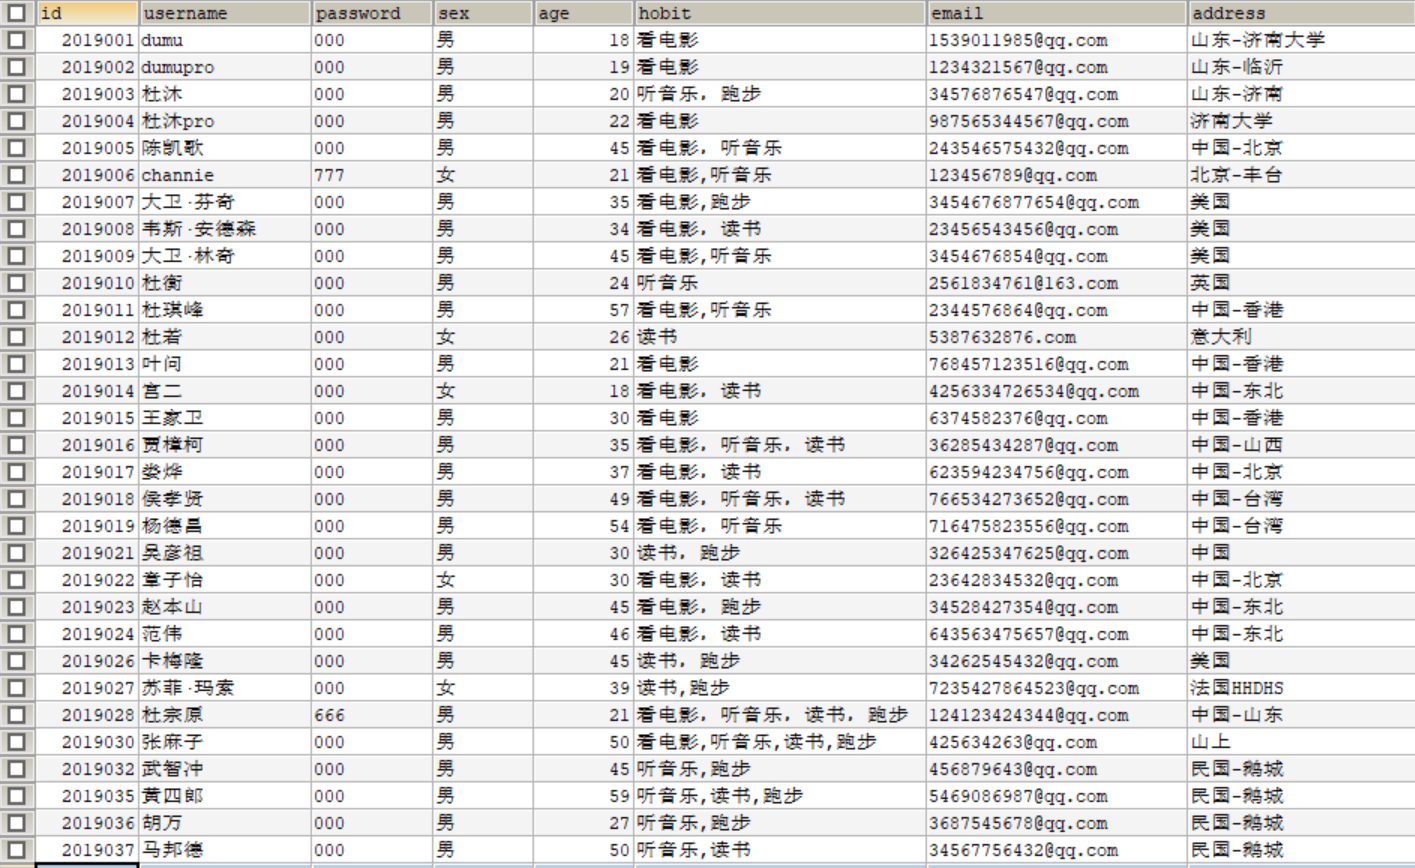 id username password sex age hobit email address
2019001 dumu 000 男 18 看电影 1539011985@qq.com 山东-济南大学
2019002 dumupro 000 男 19 看电影 1234321567@qq.com 山东-临沂
2019003 杜沐 000 男 20 听音乐，跑步 34576876547@qq.com 山东-济南
2019004 杜沐pro 000 男 22 看电影 987565344567@qq.com 济南大学
2019005 陈凯歌 000 男 45 看电影，听音乐 243546575432@qq.com 中国-北京
2019006 channie 777 女 21 看电影,听音乐 123456789@qq.com 北京-丰台
2019007 大卫·芬奇 000 男 35 看电影,跑步 3454676877654@qq.com 美国
2019008 韦斯·安德森 000 男 34 看电影，读书 23456543456@qq.com 美国
2019009 大卫·林奇 000 男 45 看电影,听音乐 3454676854@qq.com 美国
2019010 杜衡 000 男 24 听音乐 2561834761@163.com 英国
2019011 杜琪峰 000 男 57 看电影,听音乐 2344576864@qq.com 中国-香港
2019012 杜若 000 女 26 读书 5387632876.com 意大利
2019013 叶问 000 男 21 看电影 768457123516@qq.com 中国-香港
2019014 宫二 000 女 18 看电影，读书 4256334726534@qq.com 中国-东北
2019015 王家卫 000 男 30 看电影 6374582376@qq.com 中国-香港
2019016 贾樟柯 000 男 35 看电影，听音乐，读书 36285434287@qq.com 中国-山西
2019017 娄烨 000 男 37 看电影，读书 623594234756@qq.com 中国-北京
2019018 侯孝贤 000 男 49 看电影，听音乐，读书 766534273652@qq.com 中国-台湾
2019019 杨德昌 000 男 54 看电影，听音乐 716475823556@qq.com 中国-台湾
2019021 吴彦祖 000 男 30 读书，跑步 326425347625@qq.com 中国
2019022 章子怡 000 女 30 看电影，读书 23642834532@qq.com 中国-北京
2019023 赵本山 000 男 45 看电影，跑步 34528427354@qq.com 中国-东北
2019024 范伟 000 男 46 看电影，读书 643563475657@qq.com 中国-东北
2019026 卡梅隆 000 男 45 读书，跑步 34262545432@qq.com 美国
2019027 苏菲·玛索 000 女 39 读书,跑步 7235427864523@qq.com 法国HHDHS
2019028 杜宗原 666 男 21 看电影，听音乐，读书，跑步 124123424344@qq.com 中国-山东
2019030 张麻子 000 男 50 看电影,听音乐,读书,跑步 425634263@qq.com 山上
2019032 武智冲 000 男 45 听音乐,跑步 456879643@qq.com 民国-鹅城
2019035 黄四郎 000 男 59 听音乐,读书,跑步 5469086987@qq.com 民国-鹅城
2019036 胡万 000 男 27 听音乐,跑步 3687545678@qq.com 民国-鹅城
2019037 马邦德 000 男 50 听音乐,读书 34567756432@qq.com 民国-鹅城